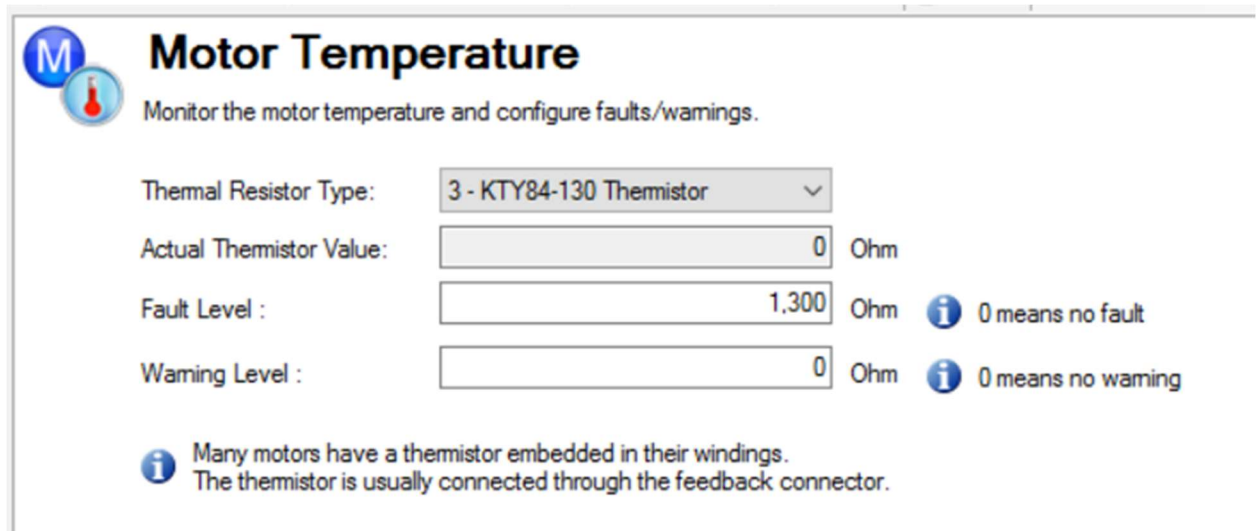 M
Motor Temperature
Monitor the motor temperature and configure faults/warnings.
Thermal Resistor Type: 3 - KTY84-130 Thermistor
Actual Thermistor Value: 0 Ohm
Fault Level : 1,300 Ohm i 0 means no fault
Warning Level : 0 Ohm i 0 means no warning
i Many motors have a thermistor embedded in their windings.
The thermistor is usually connected through the feedback connector.